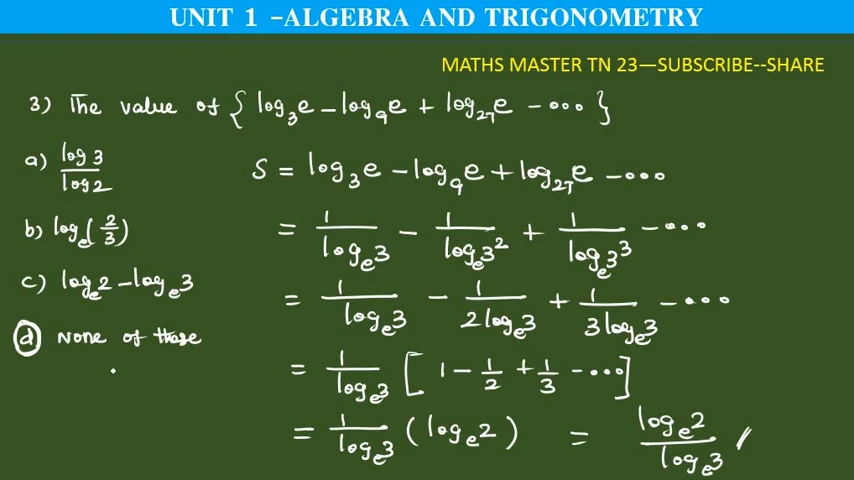 UNIT 1 -ALGEBRA AND TRIGONOMETRY
MATHS MASTER TN 23—SUBSCRIBE--SHARE
3) The value of { log₃e - log₉e + log₂₇e - ... }
a) log 3 / log 2
b) logₑ(2/3)
c) logₑ2 - logₑ3
d) None of these
S = log₃e - log₉e + log₂₇e - ...
= 1/logₑ3 - 1/logₑ3² + 1/logₑ3³ - ...
= 1/logₑ3 - 1/2logₑ3 + 1/3logₑ3 - ...
= 1/logₑ3 [ 1 - 1/2 + 1/3 - ... ]
= 1/logₑ3 ( logₑ2 ) = logₑ2 / logₑ3